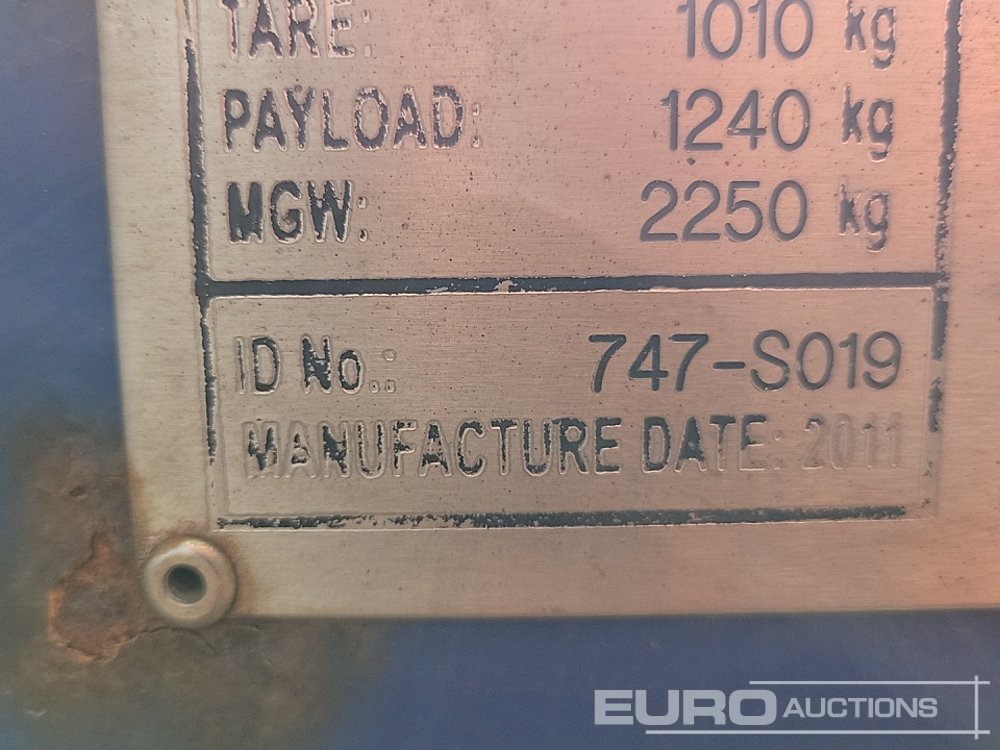 TARE: 1010 kg
PAYLOAD: 1240 kg
MGW: 2250 kg
ID No.: 747-S019
MANUFACTURE DATE: 2011
EURO AUCTIONS